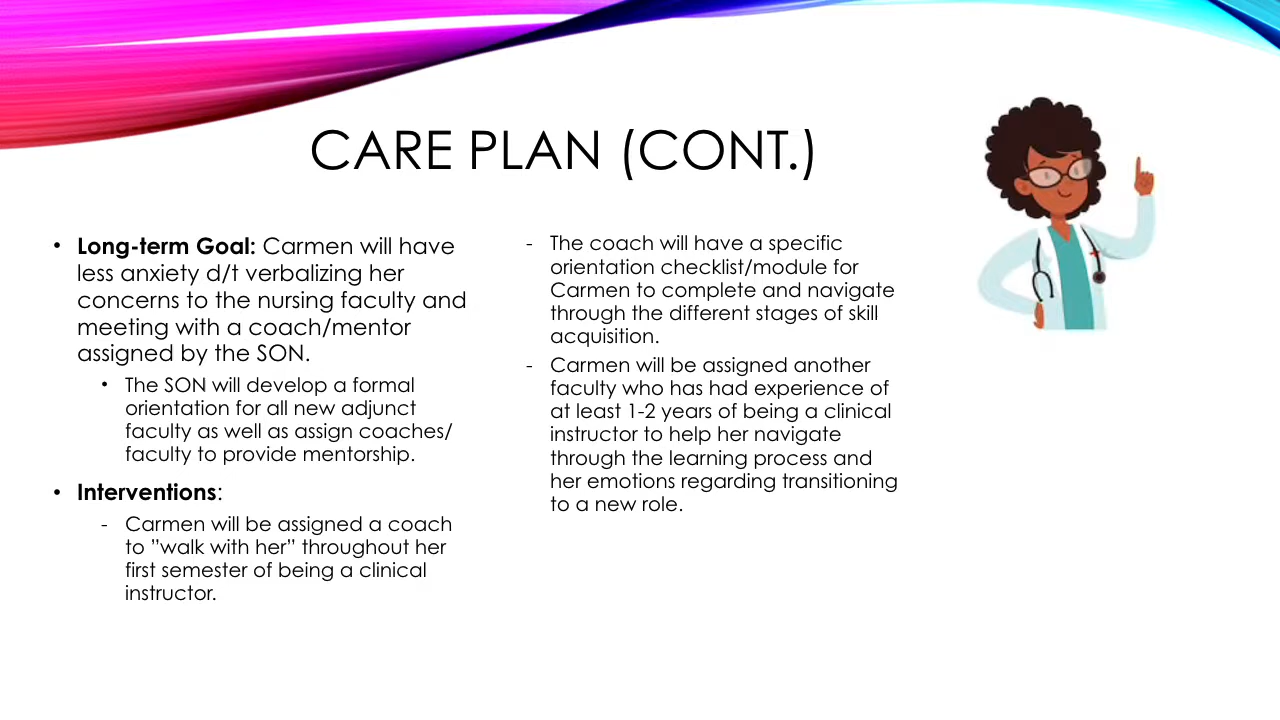 CARE PLAN (CONT.)
• Long-term Goal: Carmen will have
less anxiety d/t verbalizing her
concerns to the nursing faculty and
meeting with a coach/mentor
assigned by the SON.
• The SON will develop a formal
orientation for all new adjunct
faculty as well as assign coaches/
faculty to provide mentorship.
• Interventions:
- Carmen will be assigned a coach
to ”walk with her” throughout her
first semester of being a clinical
instructor.
- The coach will have a specific
orientation checklist/module for
Carmen to complete and navigate
through the different stages of skill
acquisition.
- Carmen will be assigned another
faculty who has had experience of
at least 1-2 years of being a clinical
instructor to help her navigate
through the learning process and
her emotions regarding transitioning
to a new role.